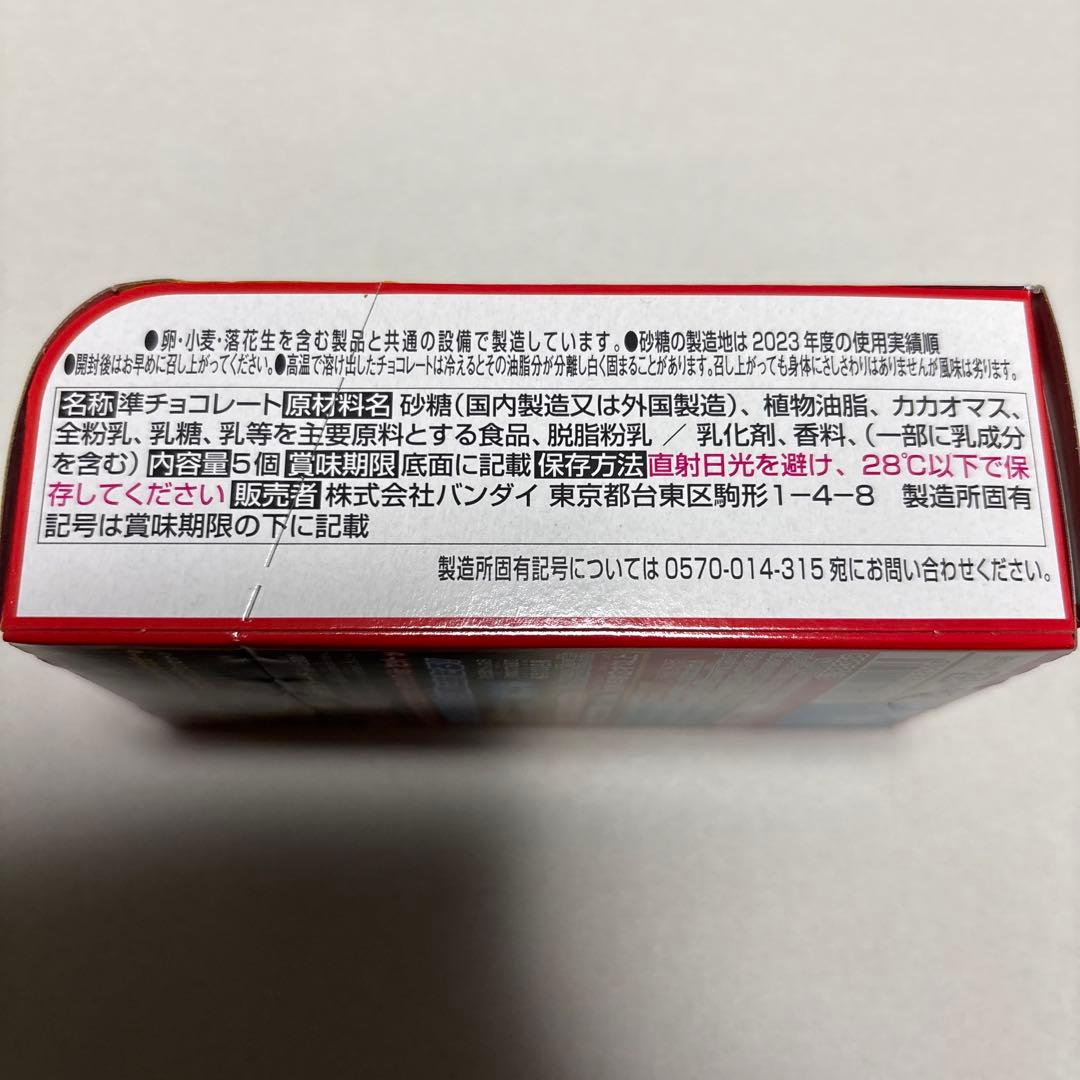 ●卵・小麦・落花生を含む製品と共通の設備で製造しています。●砂糖の製造地は2023年度の使用実績順
●開封後はお早めに召し上がってください。●高温で溶け出したチョコレートは冷えるとその油脂分が分離し白く固まることがあります。召し上がっても身体にさしさわりはありませんが風味は劣ります。
名称 準チョコレート 原材料名 砂糖(国内製造又は外国製造)、植物油脂、カカオマス、
全粉乳、乳糖、乳等を主要原料とする食品、脱脂粉乳 / 乳化剤、香料、(一部に乳成分
を含む) 内容量 5個 賞味期限 底面に記載 保存方法 直射日光を避け、28℃以下で保
存してください 販売者 株式会社バンダイ 東京都台東区駒形1-4-8 製造所固有
記号は賞味期限の下に記載
製造所固有記号については0570-014-315宛にお問い合わせください。